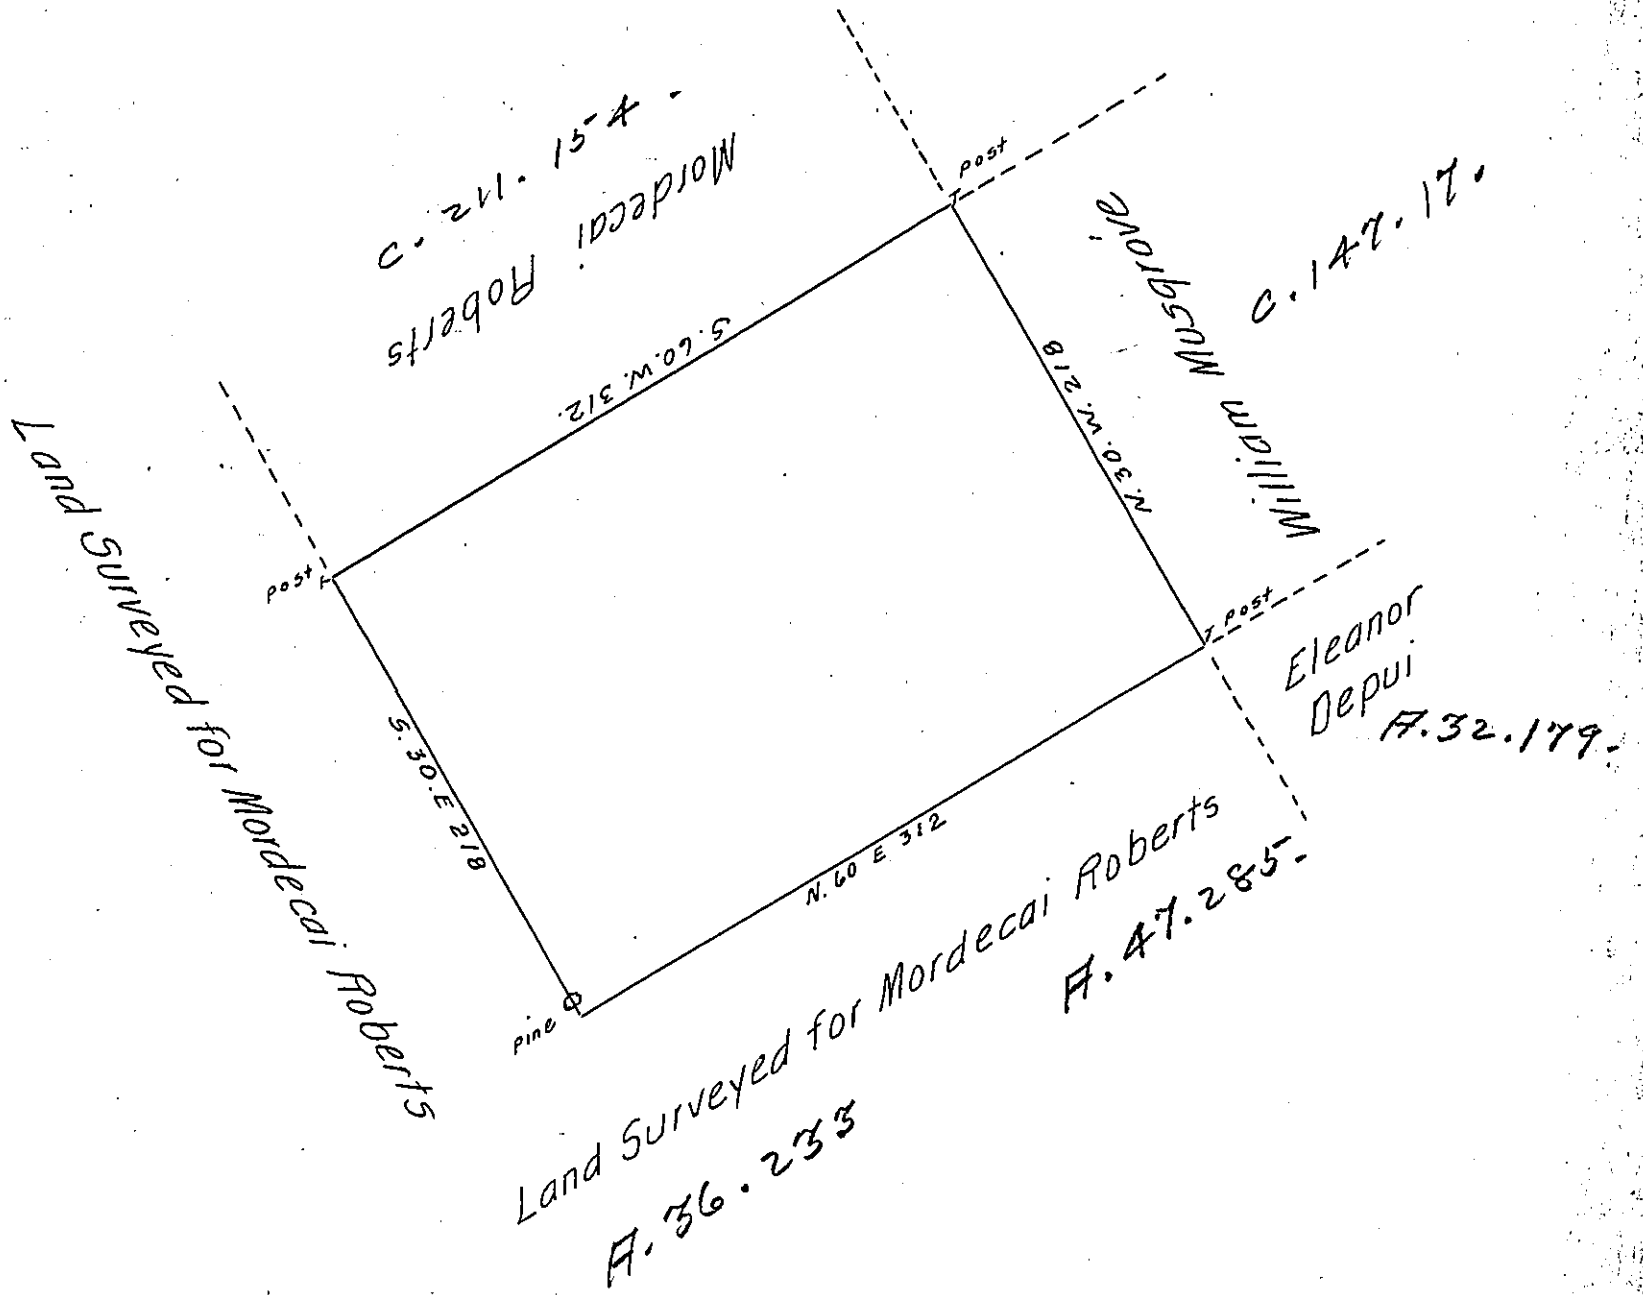 C. 112. 154.
Mordecai Roberts
post
S. 60. W. 312.
William Musgrove
C. 147. 17.
N. 30. W. 218
post
Land Surveyed for Mordecai Roberts
S. 30. E 218
post
Eleanor
Depui
A. 32. 179.
N. 60 E 312
pine
Land Surveyed for Mordecai Roberts
A. 47. 285.
A. 36. 233